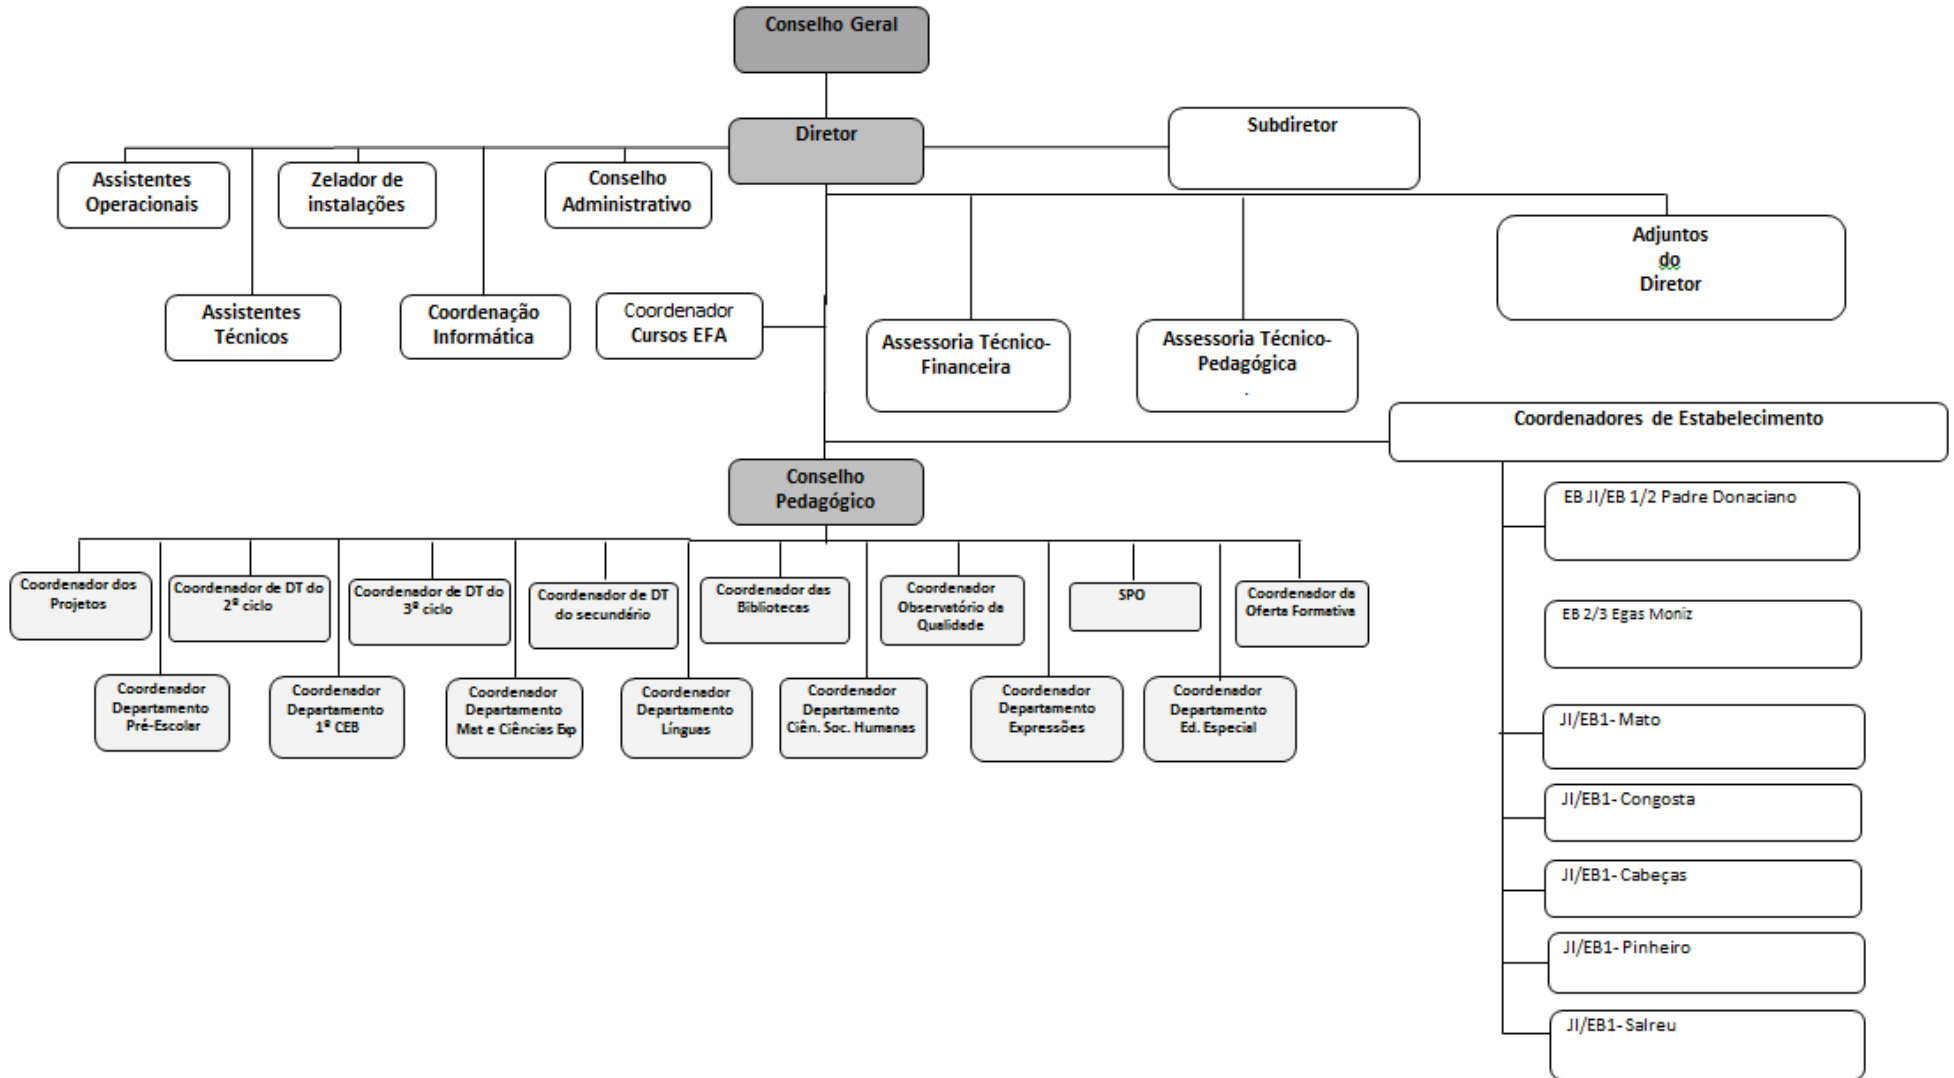 Conselho Geral
Diretor
Subdiretor
Assistentes
Operacionais
Zelador de
instalações
Conselho
Administrativo
Adjuntos
do
Diretor
Assistentes
Técnicos
Coordenação
Informática
Coordenador
Cursos EFA
Assessoria Técnico-
Financeira
Assessoria Técnico-
Pedagógica
.
Coordenadores de Estabelecimento
Conselho
Pedagógico
EB JI/EB 1/2 Padre Donaciano
EB 2/3 Egas Moniz
JI/EB1- Mato
JI/EB1- Congosta
JI/EB1- Cabeças
JI/EB1- Pinheiro
JI/EB1- Salreu
Coordenador dos
Projetos
Coordenador de DT do
2º ciclo
Coordenador de DT do
3º ciclo
Coordenador de DT
do secundário
Coordenador das
Bibliotecas
Coordenador
Observatório da
Qualidade
SPO
Coordenador da
Oferta Formativa
Coordenador
Departamento
Pré-Escolar
Coordenador
Departamento
1º CEB
Coordenador
Departamento
Mat e Ciências Exp
Coordenador
Departamento
Línguas
Coordenador
Departamento
Ciên. Soc. Humanas
Coordenador
Departamento
Expressões
Coordenador
Departamento
Ed. Especial